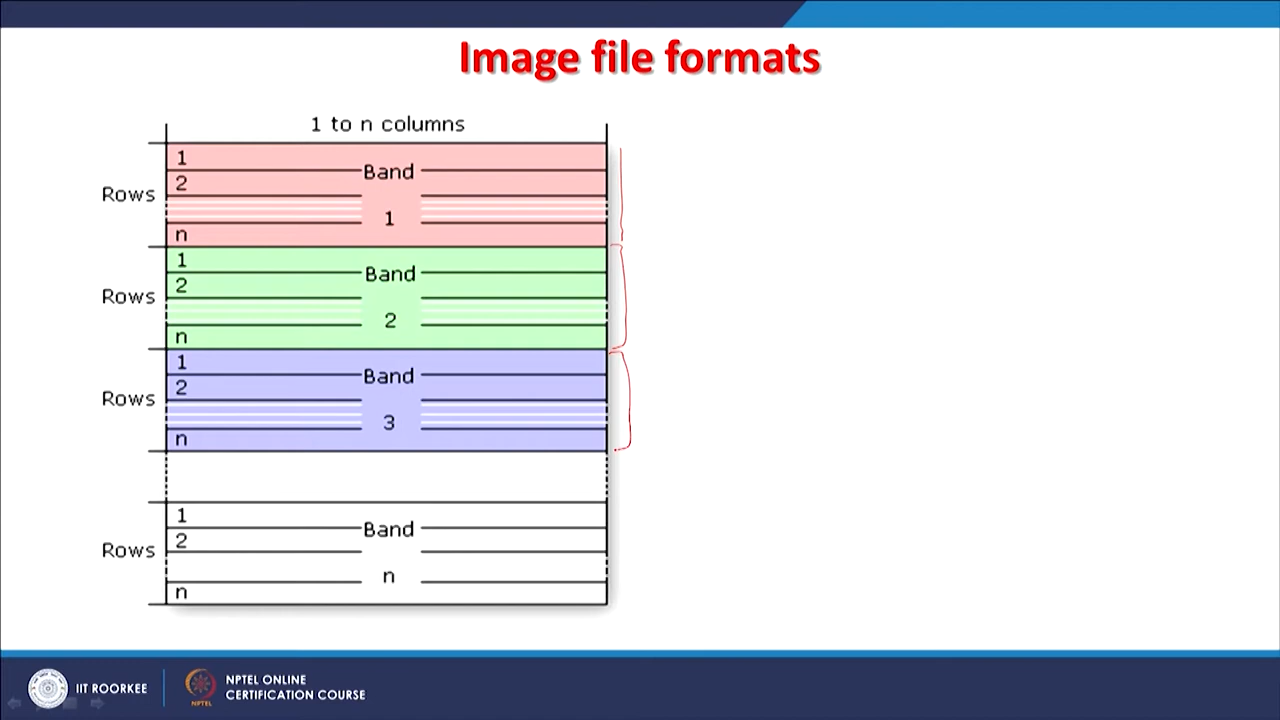 Image file formats
1 to n columns
1
Band
2
Rows
1
n
1
Band
2
Rows
2
n
1
Band
2
Rows
3
n
1
Band
2
Rows
n
n
IIT ROORKEE
NPTEL ONLINE
CERTIFICATION COURSE
NPTEL